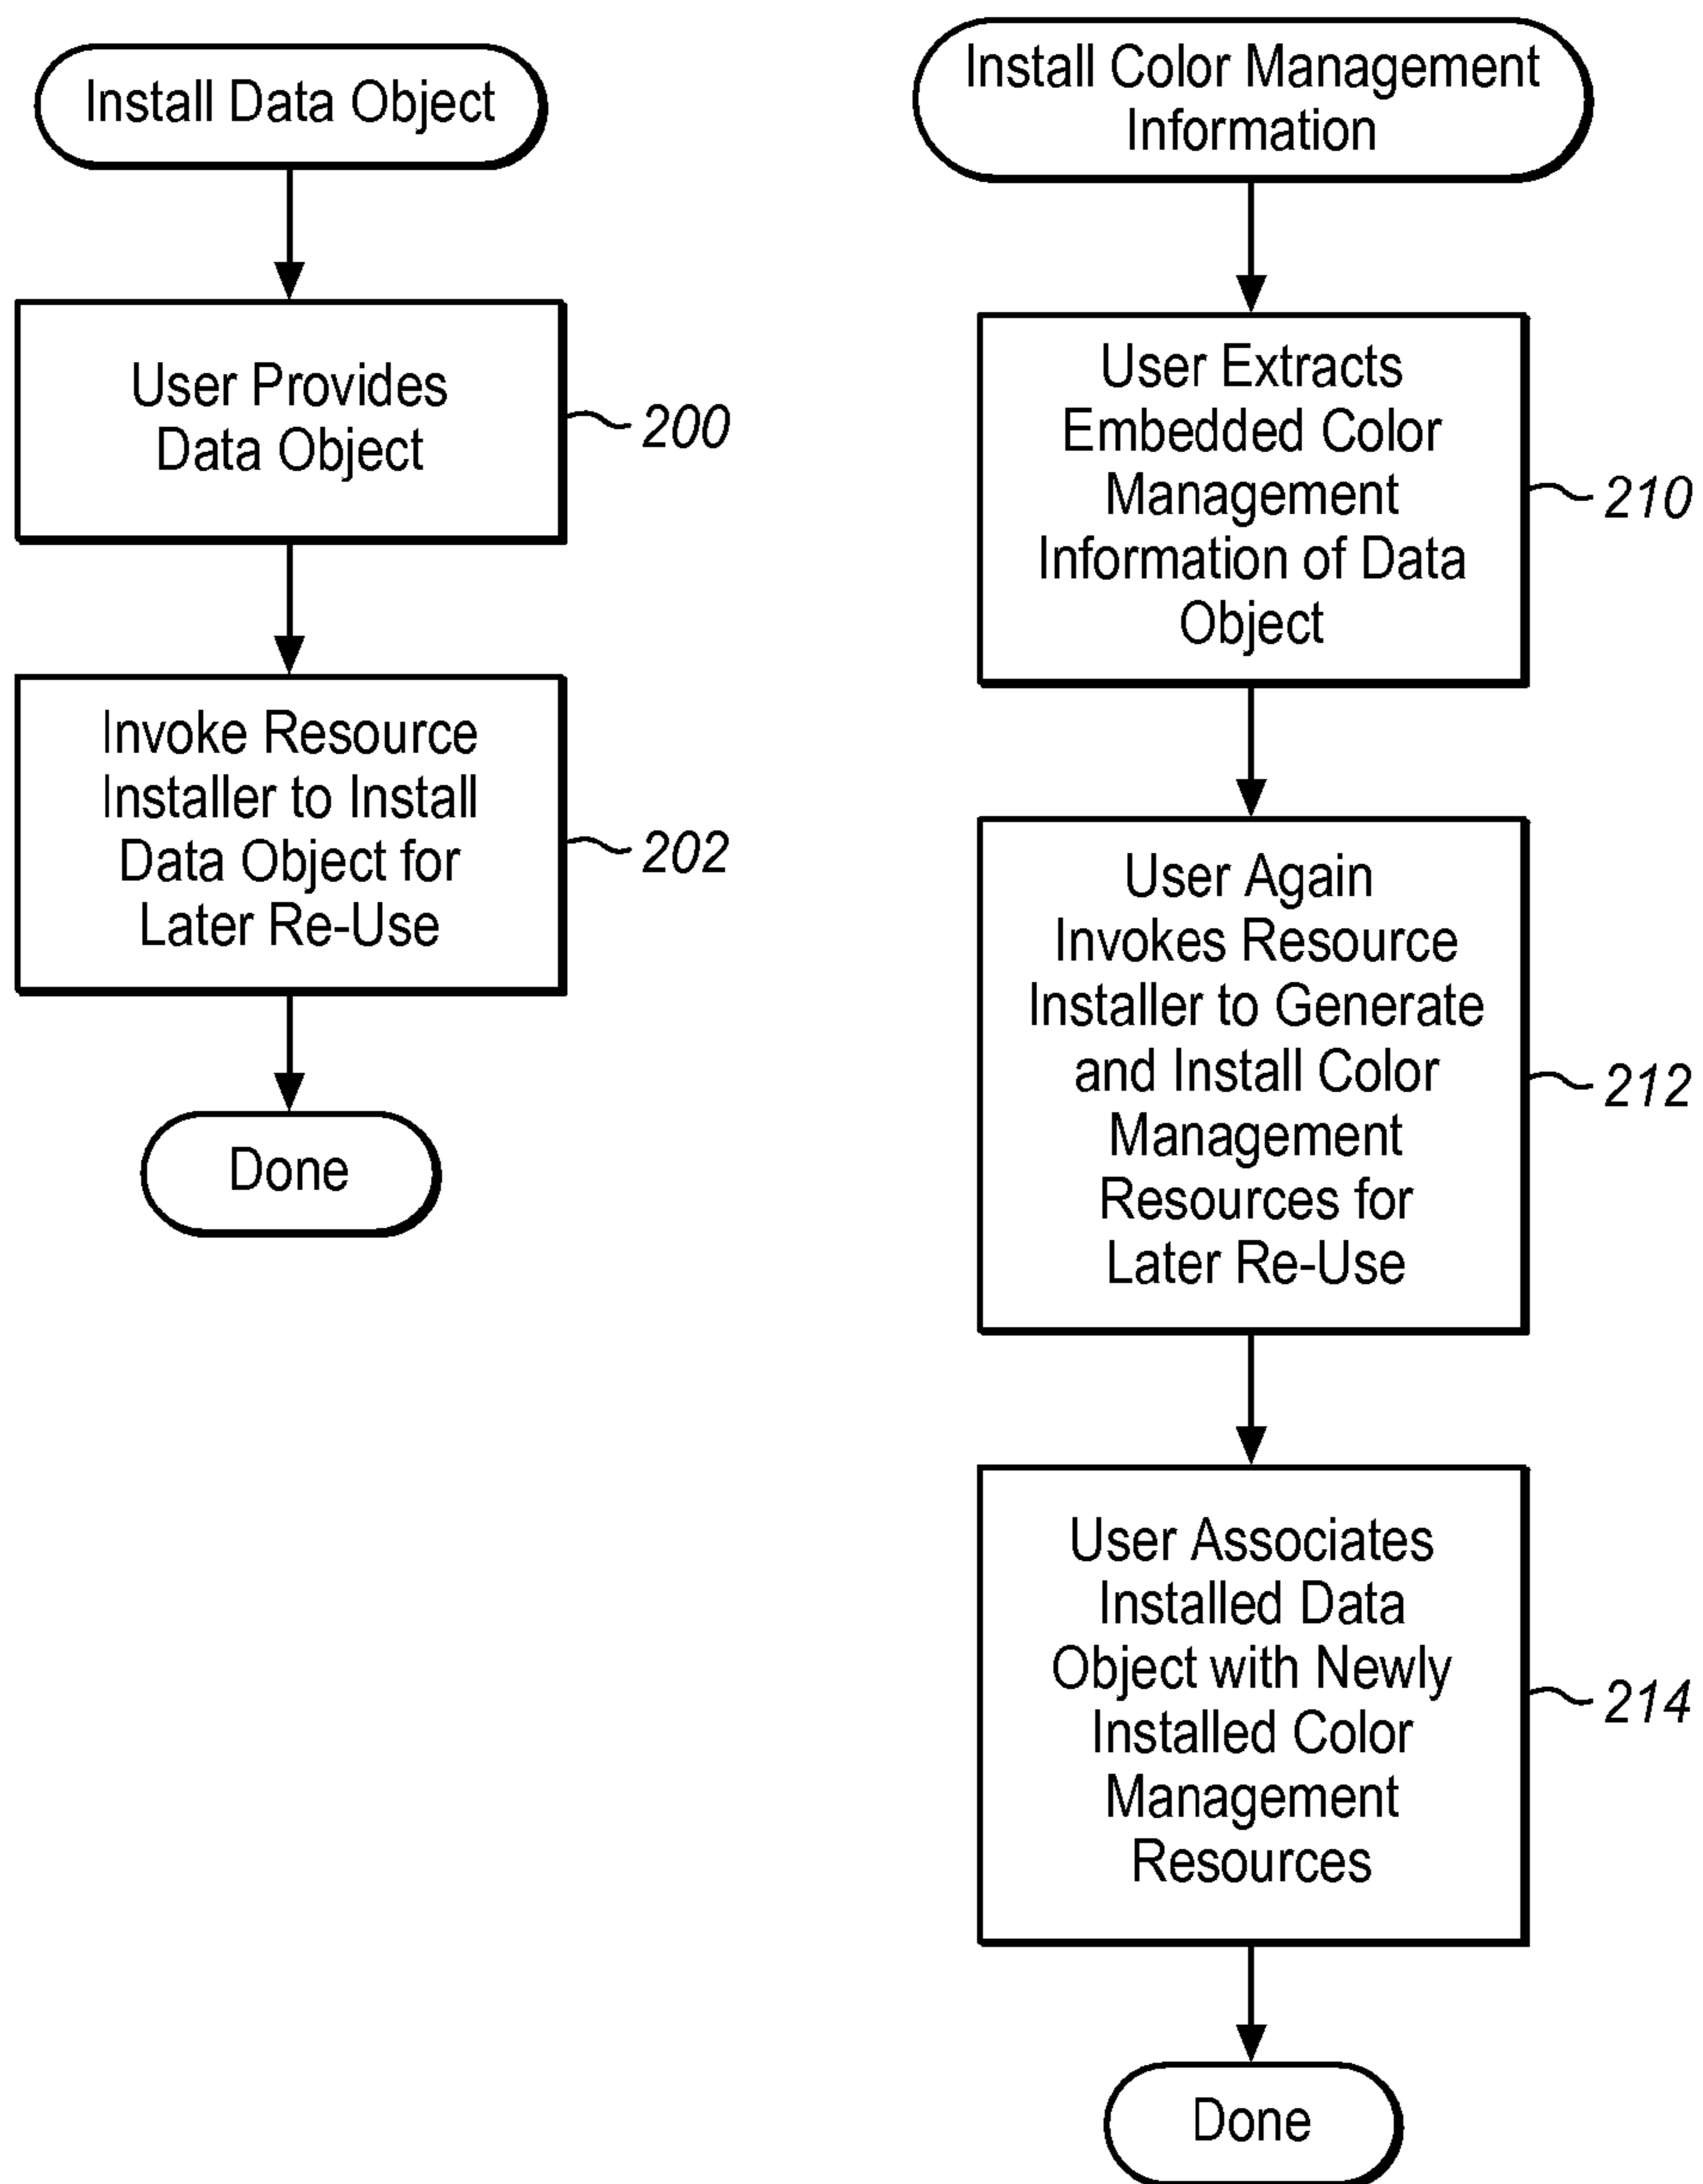 Install Data Object
User Provides
Data Object
200
Invoke Resource
Installer to Install
Data Object for
Later Re-Use
202
Done
Install Color Management
Information
User Extracts
Embedded Color
Management
Information of Data
Object
210
User Again
Invokes Resource
Installer to Generate
and Install Color
Management
Resources for
Later Re-Use
212
User Associates
Installed Data
Object with Newly
Installed Color
Management
Resources
214
Done